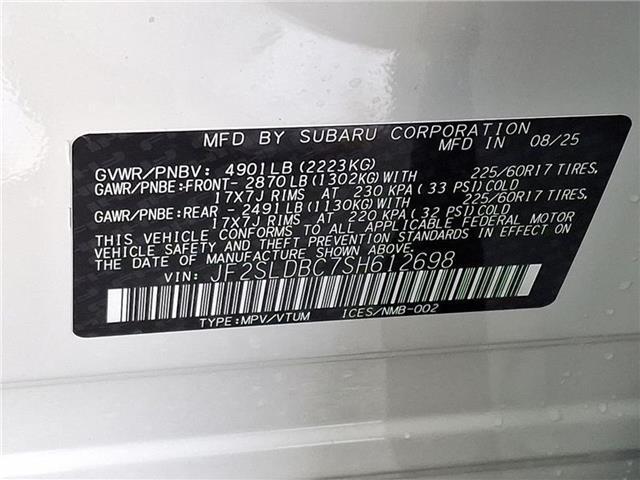 MFD BY SUBARU CORPORATION
MFD IN 08/25
GVWR/PNBV: 4901LB (2223KG)
GAWR/PNBE:FRONT- 2870LB (1302KG)WITH 225/60R17 TIRES,
17X7J RIMS AT 230 KPA (33 PSI)COLD
GAWR/PNBE:REAR - 2491LB (1130KG)WITH 225/60R17 TIRES,
17X7J RIMS AT 220 KPA (32 PSI)COLD
THIS VEHICLE CONFORMS TO ALL APPLICABLE FEDERAL MOTOR
VEHICLE SAFETY AND THEFT PREVENTION STANDARDS IN EFFECT
ON THE DATE OF MANUFACTURE SHOWN ABOVE.
VIN: JF2SLDBC7SH612698
TYPE:MPV/VTUM ICES/NMB-002